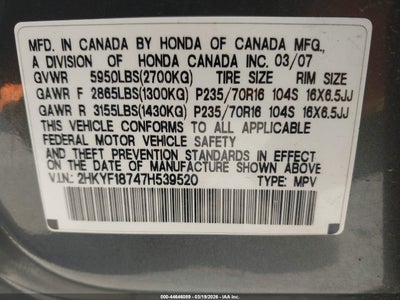 MFD. IN CANADA BY HONDA OF CANADA MFG.,
A DIVISION OF HONDA CANADA INC. 03/07
GVWR 5950LBS(2700KG) TIRE SIZE RIM SIZE
GAWR F 2865LBS(1300KG) P235/70R16 104S 16X6.5JJ
GAWR R 3155LBS(1430KG) P235/70R16 104S 16X6.5JJ
THIS VEHICLE CONFORMS TO ALL APPLICABLE
FEDERAL MOTOR VEHICLE SAFETY AND
THEFT PREVENTION STANDARDS IN EFFECT
ON THE DATE OF MANUFACTURE SHOWN ABOVE.
V.I.N.: 2HKYF18747H539520 TYPE: MPV
000-44646089 - 03/19/2026 - IAA Inc.